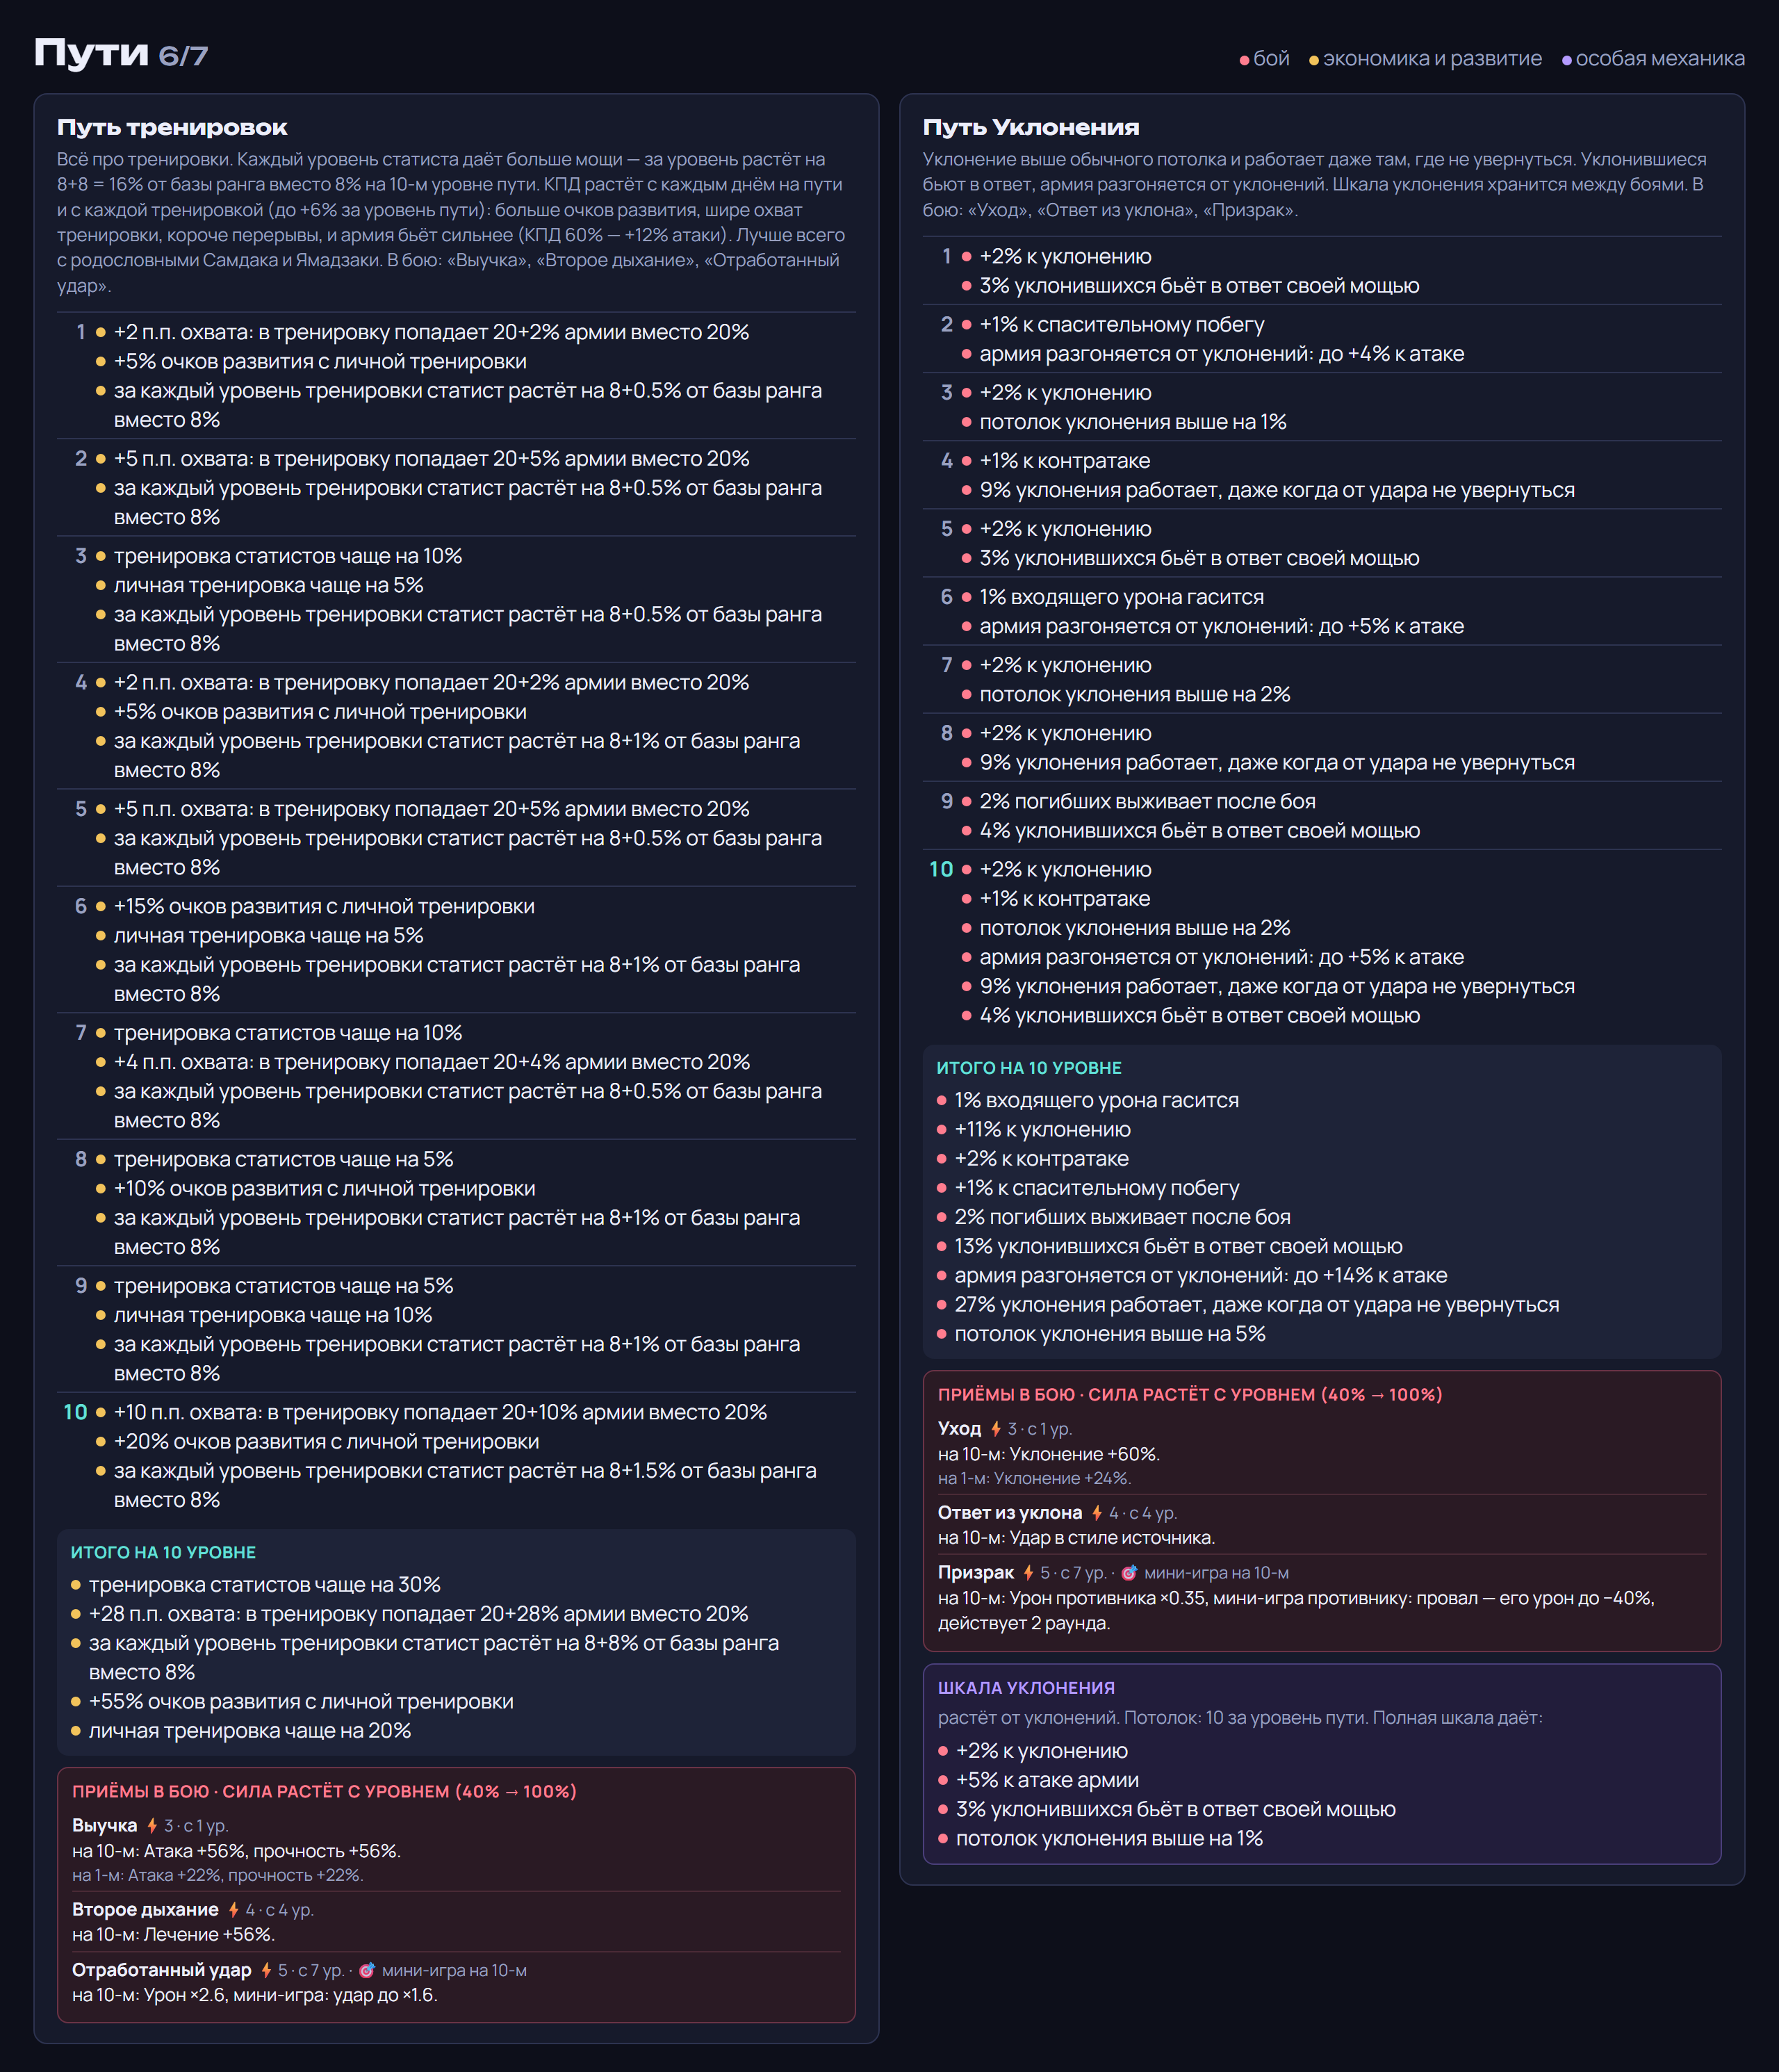 Пути 6/7
бой экономика и развитие особая механика
Путь тренировок
Всё про тренировки. Каждый уровень статиста даёт больше мощи — за уровень растёт на
8+8 = 16% от базы ранга вместо 8% на 10-м уровне пути. КПД растёт с каждым днём на пути
и с каждой тренировкой (до +6% за уровень пути): больше очков развития, шире охват
тренировки, короче перерывы, и армия бьёт сильнее (КПД 60% — +12% атаки). Лучше всего
с родословными Самдака и Ямадзаки. В бою: «Выучка», «Второе дыхание», «Отработанный
удар».
1 +2 п.п. охвата: в тренировку попадает 20+2% армии вместо 20%
+5% очков развития с личной тренировки
за каждый уровень тренировки статист растёт на 8+0.5% от базы ранга
вместо 8%
2 +5 п.п. охвата: в тренировку попадает 20+5% армии вместо 20%
за каждый уровень тренировки статист растёт на 8+0.5% от базы ранга
вместо 8%
3 тренировка статистов чаще на 10%
личная тренировка чаще на 5%
за каждый уровень тренировки статист растёт на 8+0.5% от базы ранга
вместо 8%
4 +2 п.п. охвата: в тренировку попадает 20+2% армии вместо 20%
+5% очков развития с личной тренировки
за каждый уровень тренировки статист растёт на 8+1% от базы ранга
вместо 8%
5 +5 п.п. охвата: в тренировку попадает 20+5% армии вместо 20%
за каждый уровень тренировки статист растёт на 8+0.5% от базы ранга
вместо 8%
6 +15% очков развития с личной тренировки
личная тренировка чаще на 5%
за каждый уровень тренировки статист растёт на 8+1% от базы ранга
вместо 8%
7 тренировка статистов чаще на 10%
+4 п.п. охвата: в тренировку попадает 20+4% армии вместо 20%
за каждый уровень тренировки статист растёт на 8+0.5% от базы ранга
вместо 8%
8 тренировка статистов чаще на 5%
+10% очков развития с личной тренировки
за каждый уровень тренировки статист растёт на 8+1% от базы ранга
вместо 8%
9 тренировка статистов чаще на 5%
личная тренировка чаще на 10%
за каждый уровень тренировки статист растёт на 8+1% от базы ранга
вместо 8%
10 +10 п.п. охвата: в тренировку попадает 20+10% армии вместо 20%
+20% очков развития с личной тренировки
за каждый уровень тренировки статист растёт на 8+1.5% от базы ранга
вместо 8%
ИТОГО НА 10 УРОВНЕ
тренировка статистов чаще на 30%
+28 п.п. охвата: в тренировку попадает 20+28% армии вместо 20%
за каждый уровень тренировки статист растёт на 8+8% от базы ранга
вместо 8%
+55% очков развития с личной тренировки
личная тренировка чаще на 20%
ПРИЁМЫ В БОЮ · СИЛА РАСТЁТ С УРОВНЕМ (40% → 100%)
Выучка ⚡ 3 · с 1 ур.
на 10-м: Атака +56%, прочность +56%.
на 1-м: Атака +22%, прочность +22%.
Второе дыхание ⚡ 4 · с 4 ур.
на 10-м: Лечение +56%.
Отработанный удар ⚡ 5 · с 7 ур. · 🎯 мини-игра на 10-м
на 10-м: Урон ×2.6, мини-игра: удар до ×1.6.
Путь Уклонения
Уклонение выше обычного потолка и работает даже там, где не увернуться. Уклонившиеся
бьют в ответ, армия разгоняется от уклонений. Шкала уклонения хранится между боями. В
бою: «Уход», «Ответ из уклона», «Призрак».
1 +2% к уклонению
3% уклонившихся бьёт в ответ своей мощью
2 +1% к спасительному побегу
армия разгоняется от уклонений: до +4% к атаке
3 +2% к уклонению
потолок уклонения выше на 1%
4 +1% к контратаке
9% уклонения работает, даже когда от удара не увернуться
5 +2% к уклонению
3% уклонившихся бьёт в ответ своей мощью
6 1% входящего урона гасится
армия разгоняется от уклонений: до +5% к атаке
7 +2% к уклонению
потолок уклонения выше на 2%
8 +2% к уклонению
9% уклонения работает, даже когда от удара не увернуться
9 2% погибших выживает после боя
4% уклонившихся бьёт в ответ своей мощью
10 +2% к уклонению
+1% к контратаке
потолок уклонения выше на 2%
армия разгоняется от уклонений: до +5% к атаке
9% уклонения работает, даже когда от удара не увернуться
4% уклонившихся бьёт в ответ своей мощью
ИТОГО НА 10 УРОВНЕ
1% входящего урона гасится
+11% к уклонению
+2% к контратаке
+1% к спасительному побегу
2% погибших выживает после боя
13% уклонившихся бьёт в ответ своей мощью
армия разгоняется от уклонений: до +14% к атаке
27% уклонения работает, даже когда от удара не увернуться
потолок уклонения выше на 5%
ПРИЁМЫ В БОЮ · СИЛА РАСТЁТ С УРОВНЕМ (40% → 100%)
Уход ⚡ 3 · с 1 ур.
на 10-м: Уклонение +60%.
на 1-м: Уклонение +24%.
Ответ из уклона ⚡ 4 · с 4 ур.
на 10-м: Удар в стиле источника.
Призрак ⚡ 5 · с 7 ур. · 🎯 мини-игра на 10-м
на 10-м: Урон противника ×0.35, мини-игра противнику: провал — его урон до −40%,
действует 2 раунда.
ШКАЛА УКЛОНЕНИЯ
растёт от уклонений. Потолок: 10 за уровень пути. Полная шкала даёт:
+2% к уклонению
+5% к атаке армии
3% уклонившихся бьёт в ответ своей мощью
потолок уклонения выше на 1%